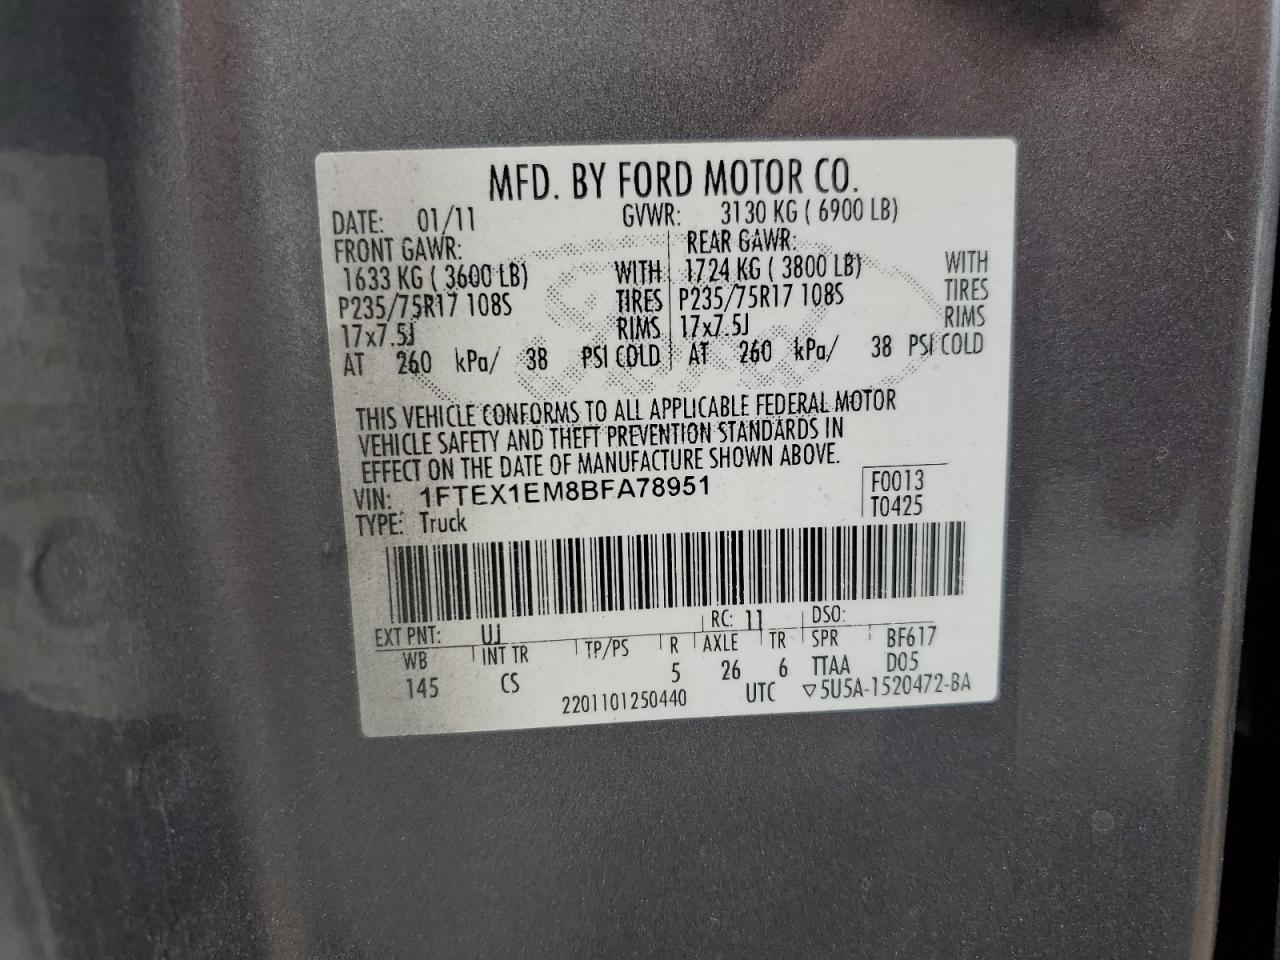 MFD. BY FORD MOTOR CO.
DATE: 01/11 GVWR: 3130 KG ( 6900 LB)
FRONT GAWR: REAR GAWR:
1633 KG ( 3600 LB) WITH 1724 KG ( 3800 LB) WITH
P235/75R17 108S TIRES P235/75R17 108S TIRES
17x7.5J RIMS 17x7.5J RIMS
AT 260 kPa/ 38 PSI COLD AT 260 kPa/ 38 PSI COLD
THIS VEHICLE CONFORMS TO ALL APPLICABLE FEDERAL MOTOR
VEHICLE SAFETY AND THEFT PREVENTION STANDARDS IN
EFFECT ON THE DATE OF MANUFACTURE SHOWN ABOVE.
VIN: 1FTEX1EM8BFA78951 F0013
TYPE: Truck T0425
EXT PNT: UJ RC: 11 DSO:
WB INT TR TP/PS R AXLE TR SPR BF617
145 CS 5 26 6 TTAA D05
2201101250440 UTC ▽5U5A-1520472-BA